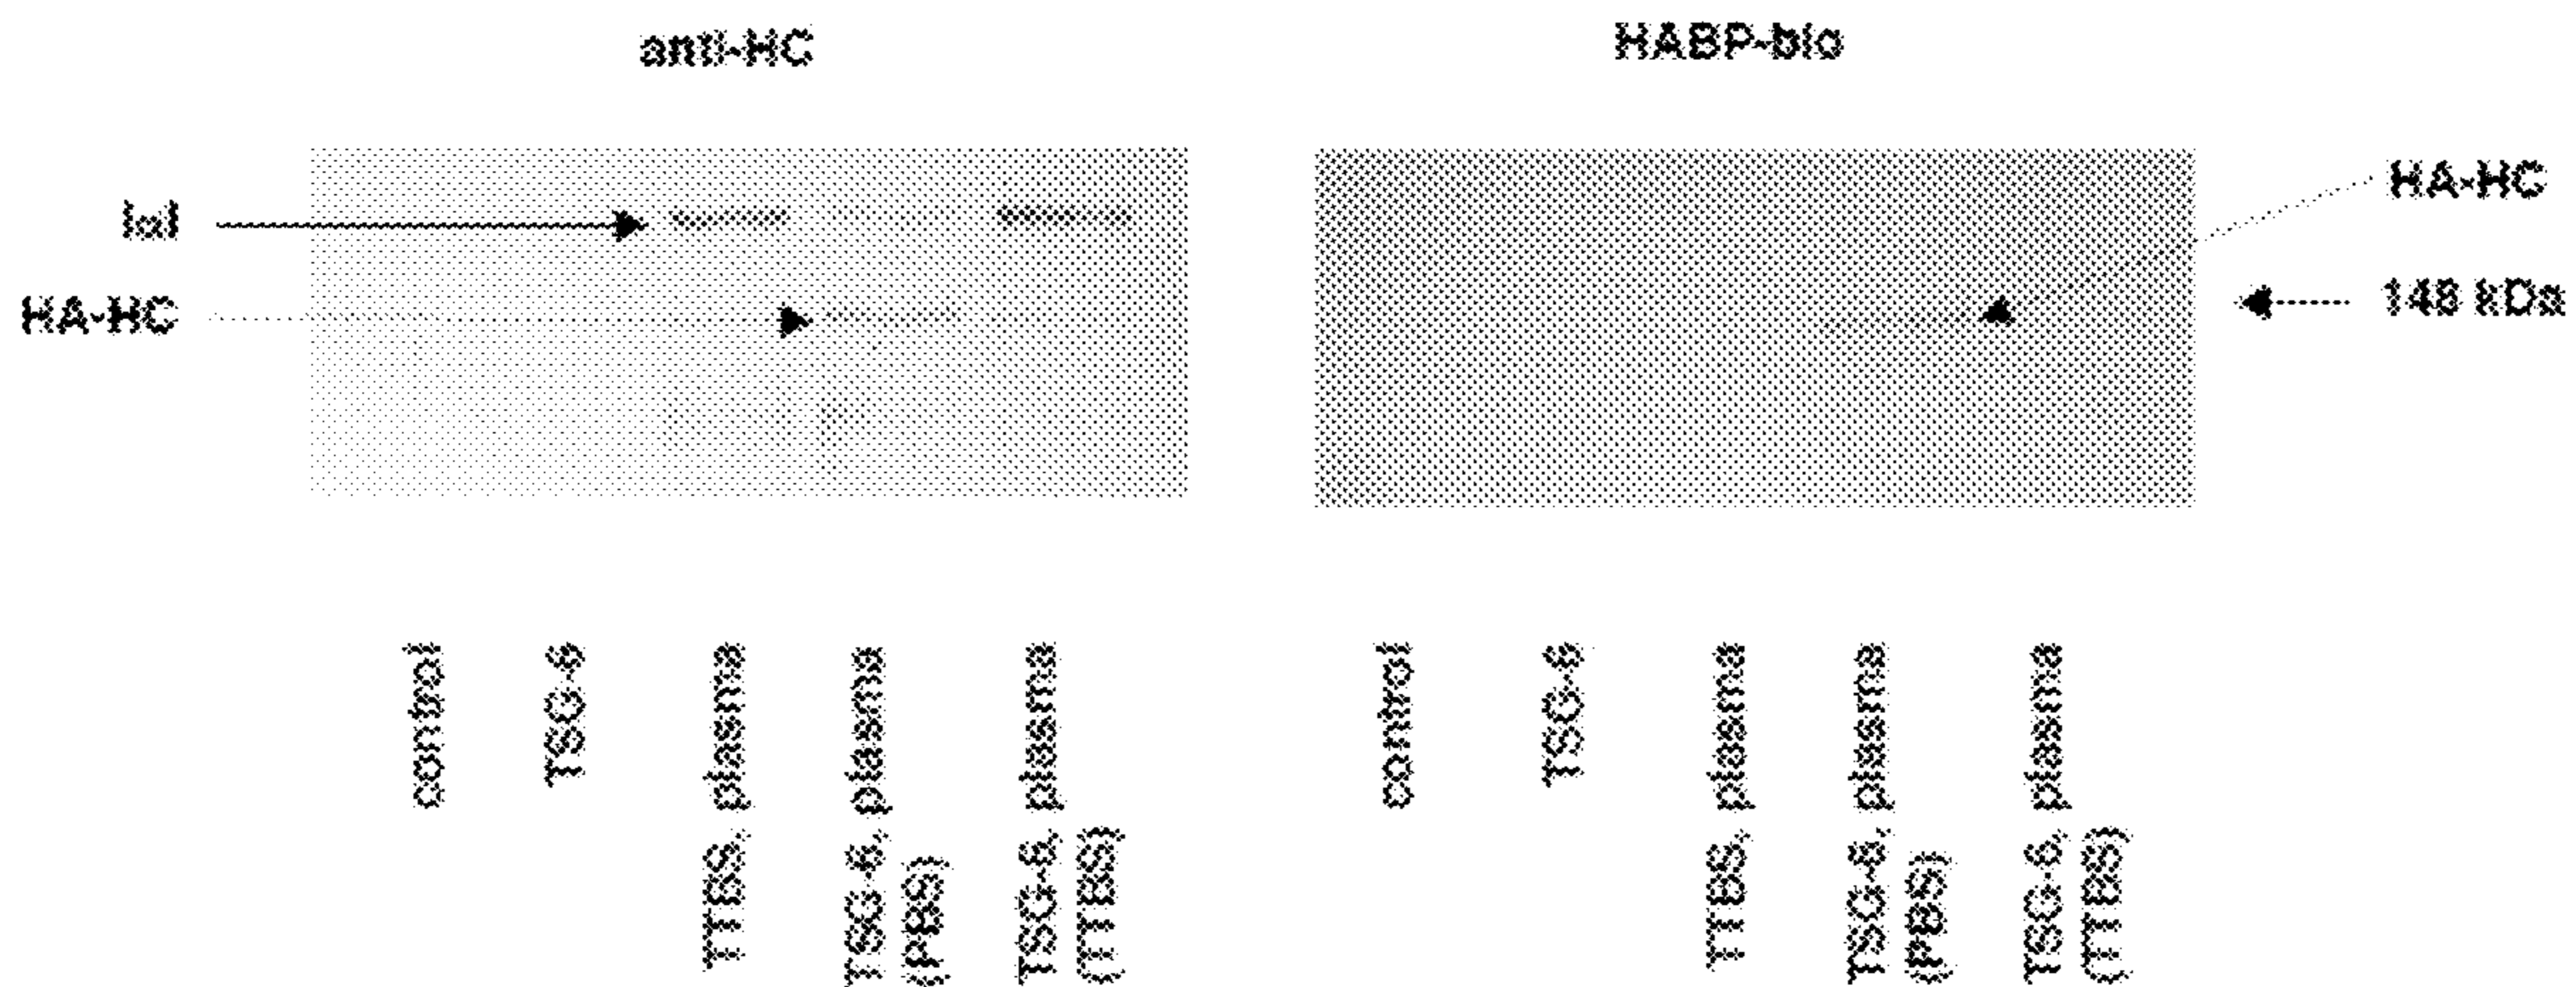 anti-HC
HABP-bio
IαI
HA-HC
HA-HC
148 kDa
control
TSG-6
TTBS, plasma
TSG-6, plasma
(PBS)
TSG-6, plasma
(TTBS)
control
TSG-6
TTBS, plasma
TSG-6, plasma
(PBS)
TSG-6, plasma
(TTBS)